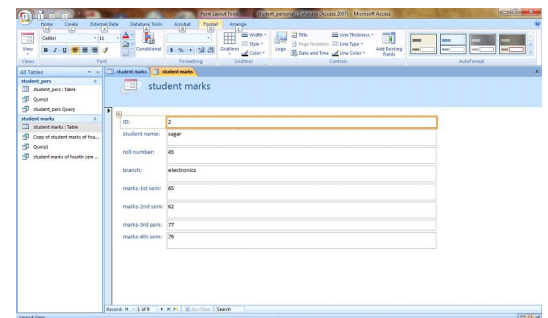 Form Layout Tools student_personal : Database (Access 2007) - Microsoft Access
Home Create External Data Database Tools Acrobat Format Arrange
Calibri 11
Width
Style
Color
Title
Page Numbers
Date and Time
Line Thickness
Line Type
Line Color
View
B I U
Conditional
$ % ,
Gridlines
Logo
Add Existing
Fields
Views Font Formatting Gridlines Controls AutoFormat
All Tables
student_pers
student_pers : Table
Query1
student_pers Query
student marks
student marks : Table
Copy of student marks of fou...
Query1
student marks of fourth sem ...
student marks student marks
student marks
ID: 2
student name: sagar
roll number: 45
branch: electronics
marks-1st sem: 65
marks-2nd sem: 62
marks-3rd sem: 77
marks-4th sem: 79
Record: 1 of 9 No Filter Search
Layout View